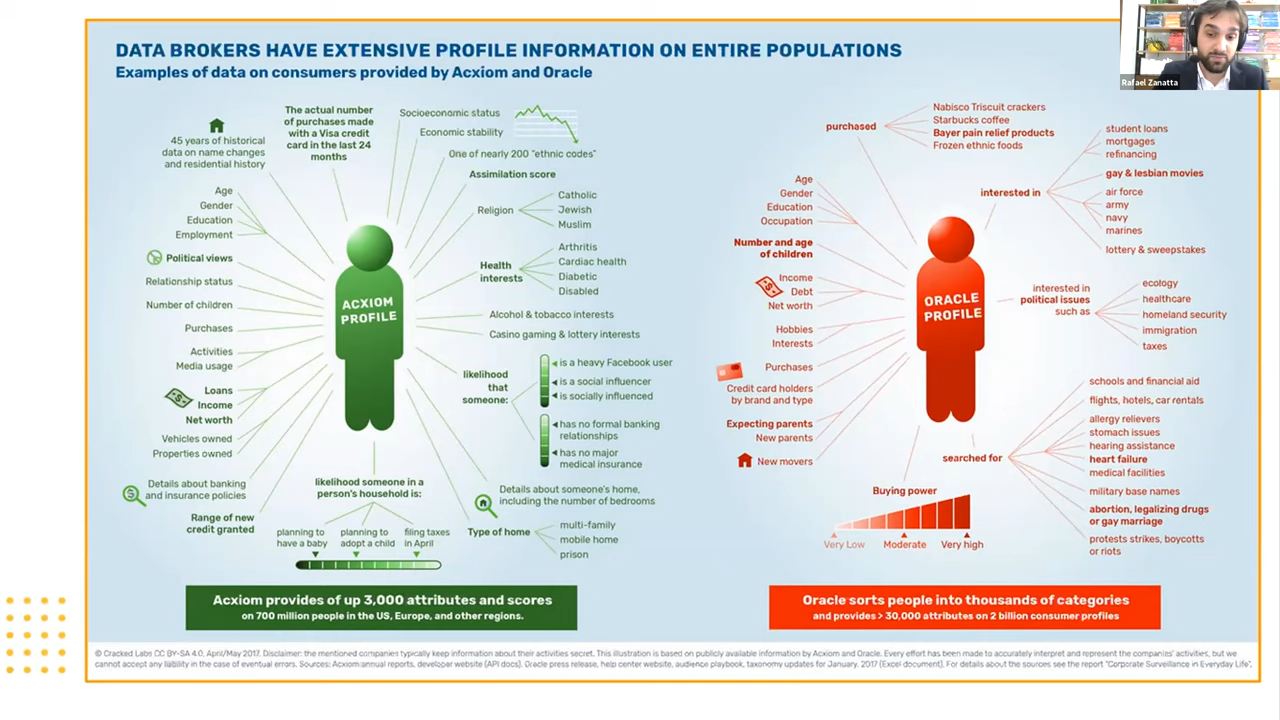 DATA BROKERS HAVE EXTENSIVE PROFILE INFORMATION ON ENTIRE POPULATIONS
Examples of data on consumers provided by Acxiom and Oracle
Rafael Zanatta
45 years of historical
data on name changes
and residential history
The actual number
of purchases made
with a Visa credit
card in the last 24
months
Socioeconomic status
Economic stability
One of nearly 200 "ethnic codes"
Assimilation score
Religion
Catholic
Jewish
Muslim
Health
interests
Arthritis
Cardiac health
Diabetic
Disabled
Alcohol & tobacco interests
Casino gaming & lottery interests
likelihood
that
someone:
is a heavy Facebook user
is a social influencer
is socially influenced
has no formal banking
relationships
has no major
medical insurance
Details about someone's home,
including the number of bedrooms
Type of home
multi-family
mobile home
prison
Age
Gender
Education
Employment
Political views
Relationship status
Number of children
Purchases
Activities
Media usage
Loans
Income
Net worth
Vehicles owned
Properties owned
Details about banking
and insurance policies
Range of new
credit granted
ACXIOM
PROFILE
likelihood someone in a
person's household is:
planning to
have a baby
planning to
adopt a child
filing taxes
in April
Acxiom provides of up 3,000 attributes and scores
on 700 million people in the US, Europe, and other regions.
purchased
Nabisco Triscuit crackers
Starbucks coffee
Bayer pain relief products
Frozen ethnic foods
Age
Gender
Education
Occupation
Number and age
of children
Income
Debt
Net worth
Hobbies
Interests
Purchases
Credit card holders
by brand and type
Expecting parents
New parents
New movers
ORACLE
PROFILE
interested in
student loans
mortgages
refinancing
gay & lesbian movies
air force
army
navy
marines
lottery & sweepstakes
interested in
political issues
such as
ecology
healthcare
homeland security
immigration
taxes
searched for
schools and financial aid
flights, hotels, car rentals
allergy relievers
stomach issues
hearing assistance
heart failure
medical facilities
military base names
abortion, legalizing drugs
or gay marriage
protests strikes, boycotts
or riots
Buying power
Very Low
Moderate
Very high
Oracle sorts people into thousands of categories
and provides > 30,000 attributes on 2 billion consumer profiles
© Cracked Labs CC BY-SA 4.0, April/May 2017. Disclaimer: the mentioned companies typically keep information about their activities secret. This illustration is based on publicly available information by Acxiom and Oracle. Every effort has been made to accurately interpret and represent the companies' activities, but we
cannot accept any liability in the case of eventual errors. Sources: Acxiom annual reports, developer website (API docs). Oracle press release, help center website, audience playbook, taxonomy updates for January, 2017 (Excel document). For details about the sources see the report "Corporate Surveillance in Everyday Life",